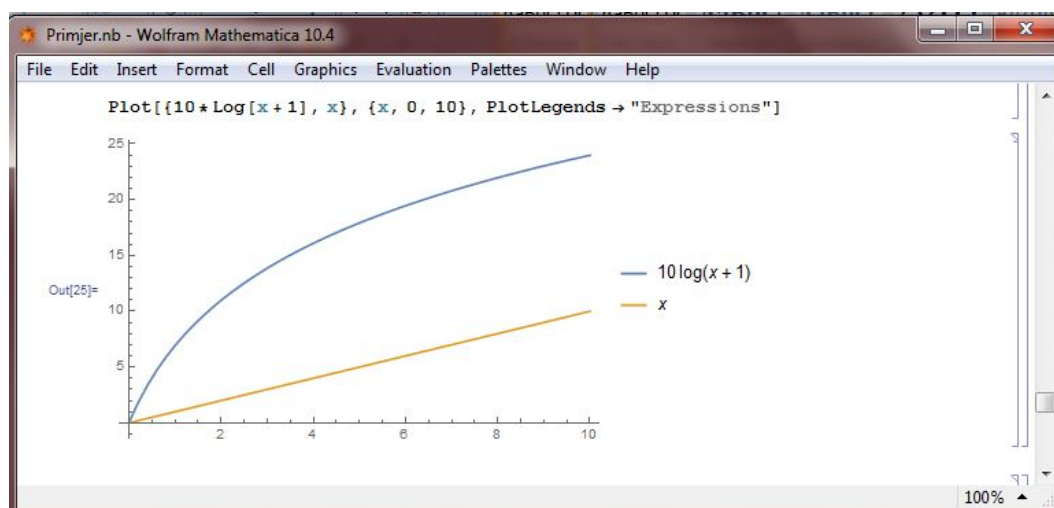 Primjer.nb - Wolfram Mathematica 10.4
File Edit Insert Format Cell Graphics Evaluation Palettes Window Help
Plot[{10 * Log[x + 1], x}, {x, 0, 10}, PlotLegends → "Expressions"]
25
20
15
10
5
2 4 6 8 10
Out[25]=
10 log(x + 1)
x
100%